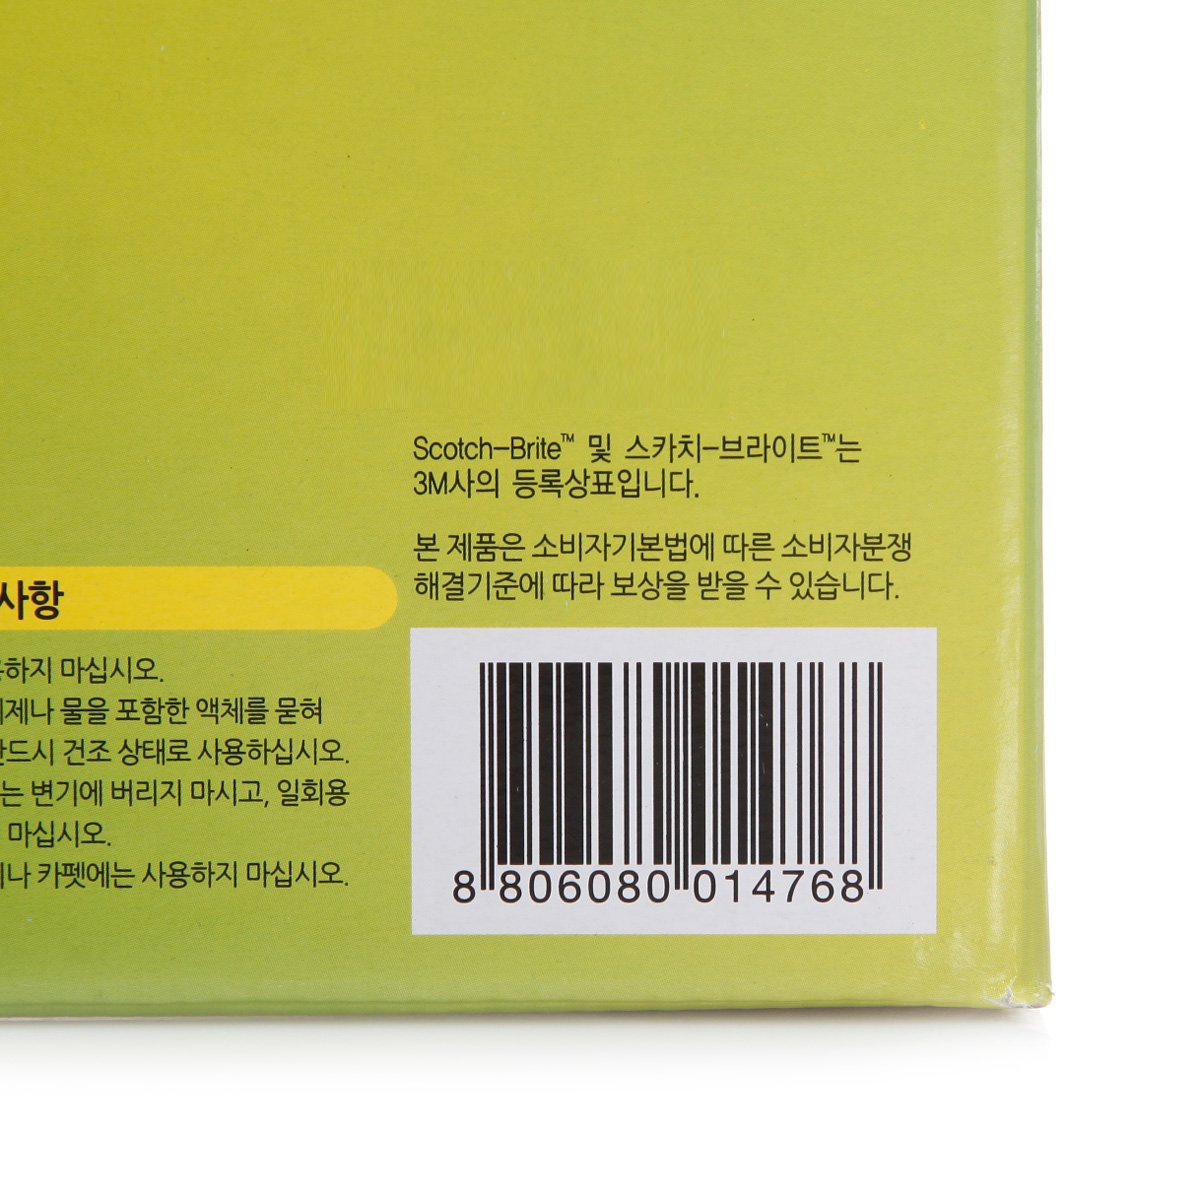 Scotch-Brite™ 및 스카치-브라이트™는
3M사의 등록상표입니다.
본 제품은 소비자기본법에 따른 소비자분쟁
해결기준에 따라 보상을 받을 수 있습니다.
사항
하지 마십시오.
물을 포함한 액체를 묻혀
건조 상태로 사용하십시오.
는 변기에 버리지 마시고, 일회용
마십시오.
카펫에는 사용하지 마십시오.
8 806080 014768